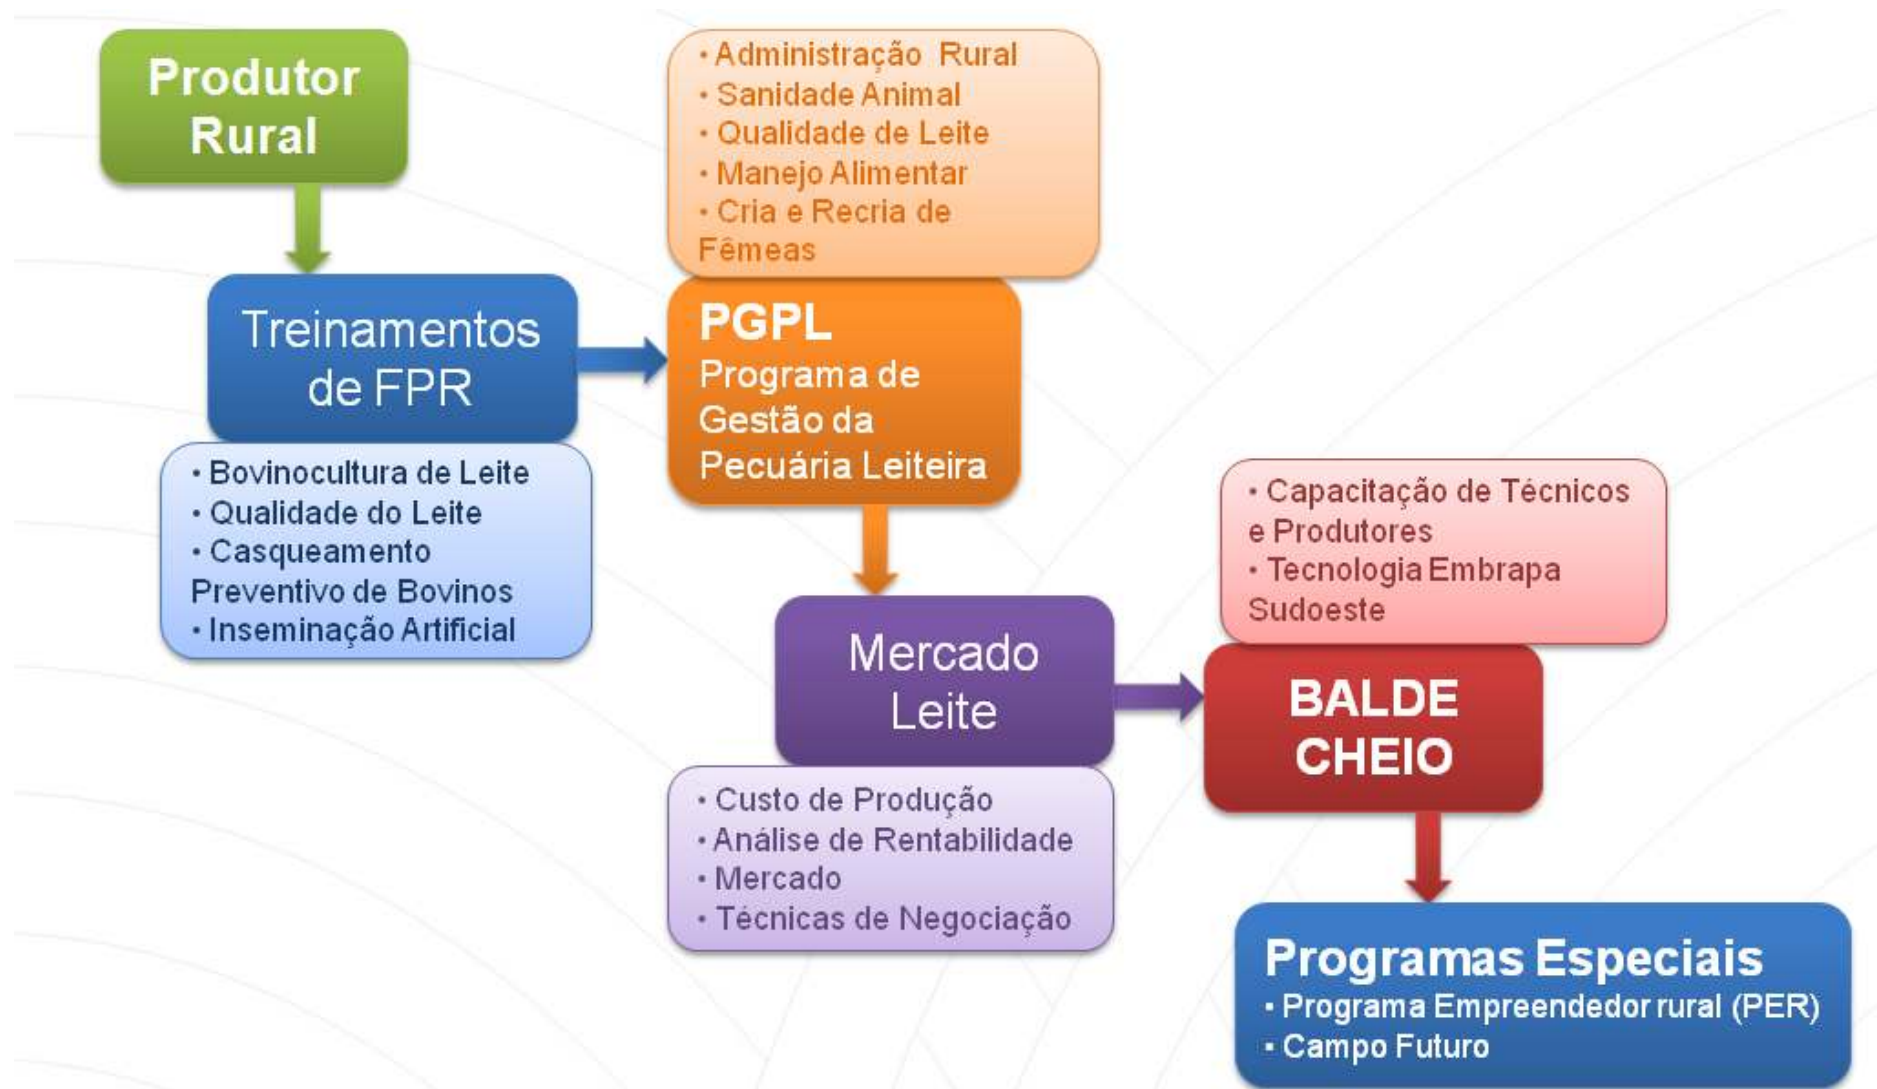 Produtor
Rural
Treinamentos
de FPR
• Bovinocultura de Leite
• Qualidade do Leite
• Casqueamento
Preventivo de Bovinos
• Inseminação Artificial
• Administração Rural
• Sanidade Animal
• Qualidade de Leite
• Manejo Alimentar
• Cria e Recria de
Fêmeas
PGPL
Programa de
Gestão da
Pecuária Leiteira
Mercado
Leite
• Custo de Produção
• Análise de Rentabilidade
• Mercado
• Técnicas de Negociação
• Capacitação de Técnicos
e Produtores
• Tecnologia Embrapa
Sudoeste
BALDE
CHEIO
Programas Especiais
• Programa Empreendedor rural (PER)
• Campo Futuro